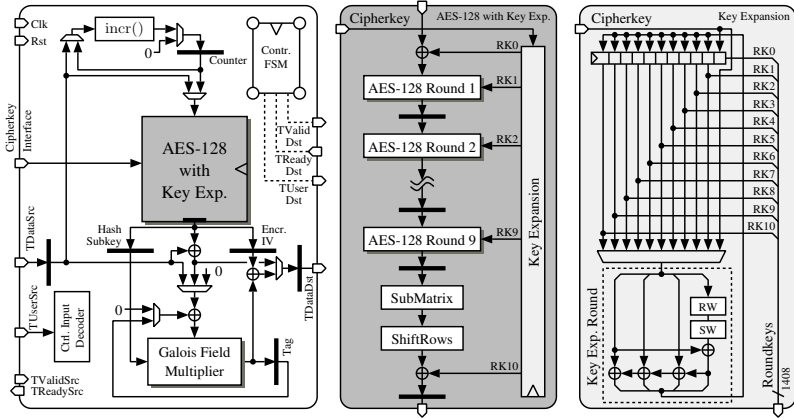 Clk
Rst
incr()
0
Counter
Contr.
FSM
Cipherkey
Interface
AES-128
with
Key Exp.
TValid
Dst
TReady
Dst
TUser
Dst
TDataSrc
Hash
Subkey
Encr.
IV
0
TDataDst
TUserSrc
Ctrl. Input
Decoder
0
Galois Field
Multiplier
Tag
TValidSrc
TReadySrc
Cipherkey
AES-128 with Key Exp.
RK0
AES-128 Round 1
RK1
AES-128 Round 2
RK2
AES-128 Round 9
RK9
SubMatrix
ShiftRows
RK10
Key Expansion
Cipherkey
Key Expansion
RK0
RK1
RK2
RK3
RK4
RK5
RK6
RK7
RK8
RK9
RK10
Key Exp. Round
RW
SW
Roundkeys
1408